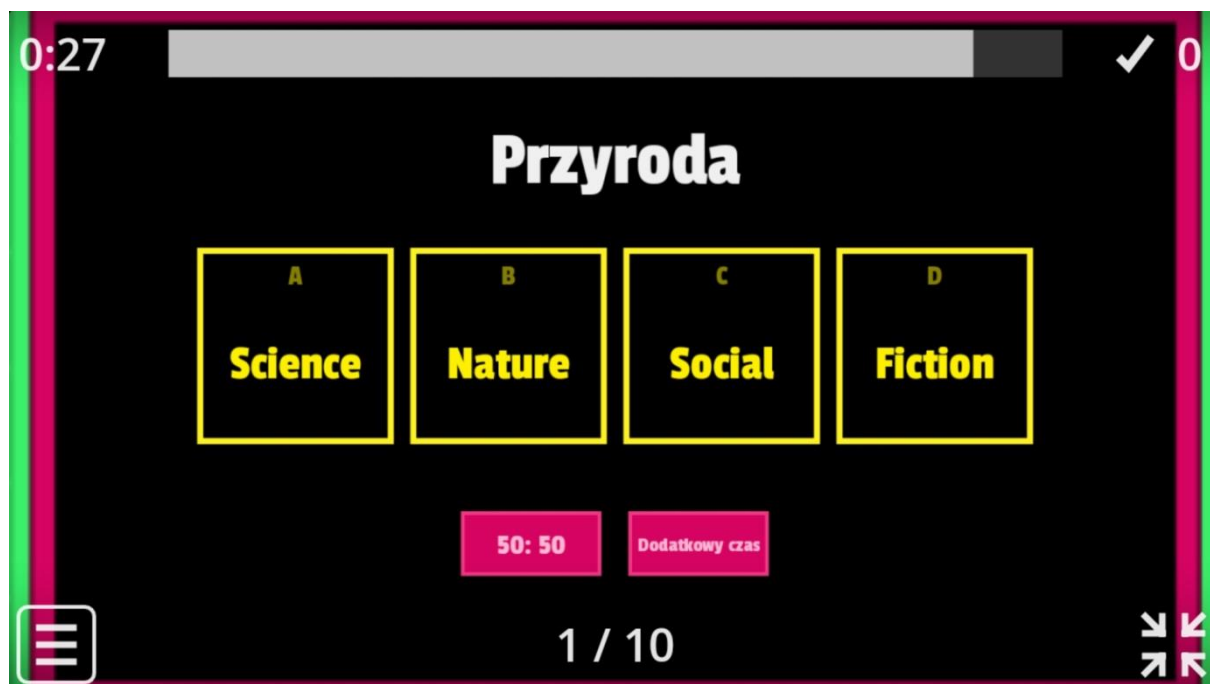 0:27
0
Przyroda
A
B
C
D
Science
Nature
Social
Fiction
50: 50
Dodatkowy czas
1 / 10